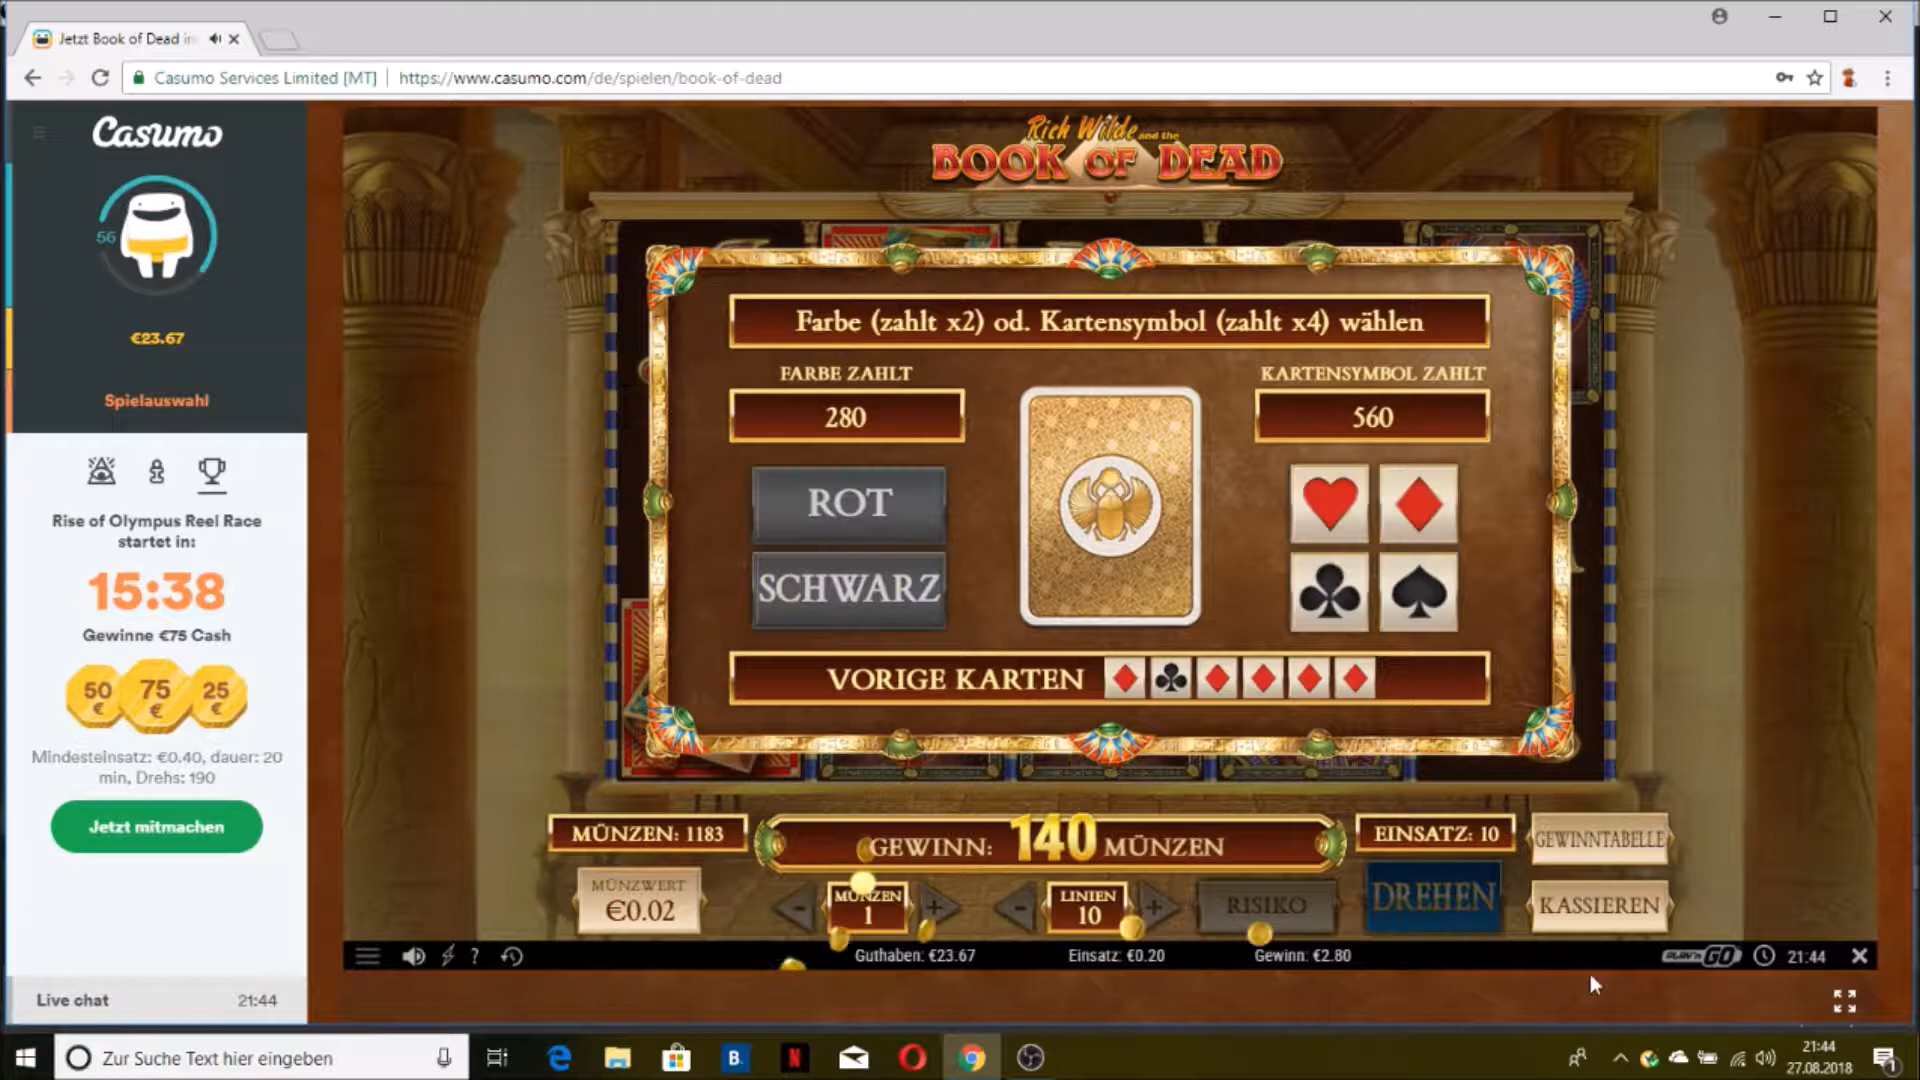 Jetzt Book of Dead in
Casumo Services Limited [MT]
https://www.casumo.com/de/spielen/book-of-dead
Casumo
56
€23.67
Spielauswahl
Rise of Olympus Reel Race
startet in:
15:38
Gewinne €75 Cash
50 €
75 €
25 €
Mindesteinsatz: €0.40, dauer: 20
min, Drehs: 190
Jetzt mitmachen
Live chat
21:44
Rich Wilde and the
BOOK OF DEAD
Farbe (zahlt x2) od. Kartensymbol (zahlt x4) wählen
FARBE ZAHLT
280
KARTENSYMBOL ZAHLT
560
ROT
SCHWARZ
VORIGE KARTEN
MÜNZEN: 1183
GEWINN: 140 MÜNZEN
EINSATZ: 10
GEWINNTABELLE
MÜNZWERT
€0.02
-
MÜNZEN
1
+
-
LINIEN
10
+
RISIKO
DREHEN
KASSIEREN
?
Guthaben: €23.67
Einsatz: €0.20
Gewinn: €2.80
PLAY'n GO
21:44
Zur Suche Text hier eingeben
B.
N
21:44
27.08.2018
1